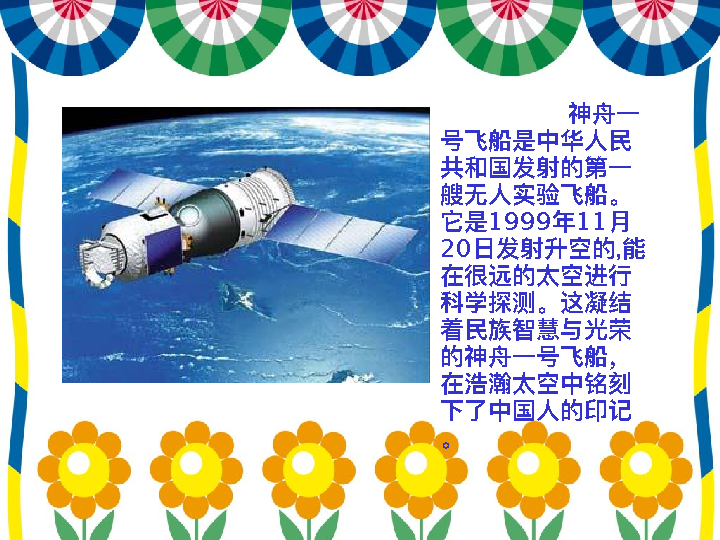 神舟一
号飞船是中华人民
共和国发射的第一
艘无人实验飞船。
它是1999年11月
20日发射升空的,能
在很远的太空进行
科学探测。这凝结
着民族智慧与光荣
的神舟一号飞船,
在浩瀚太空中铭刻
下了中国人的印记
。